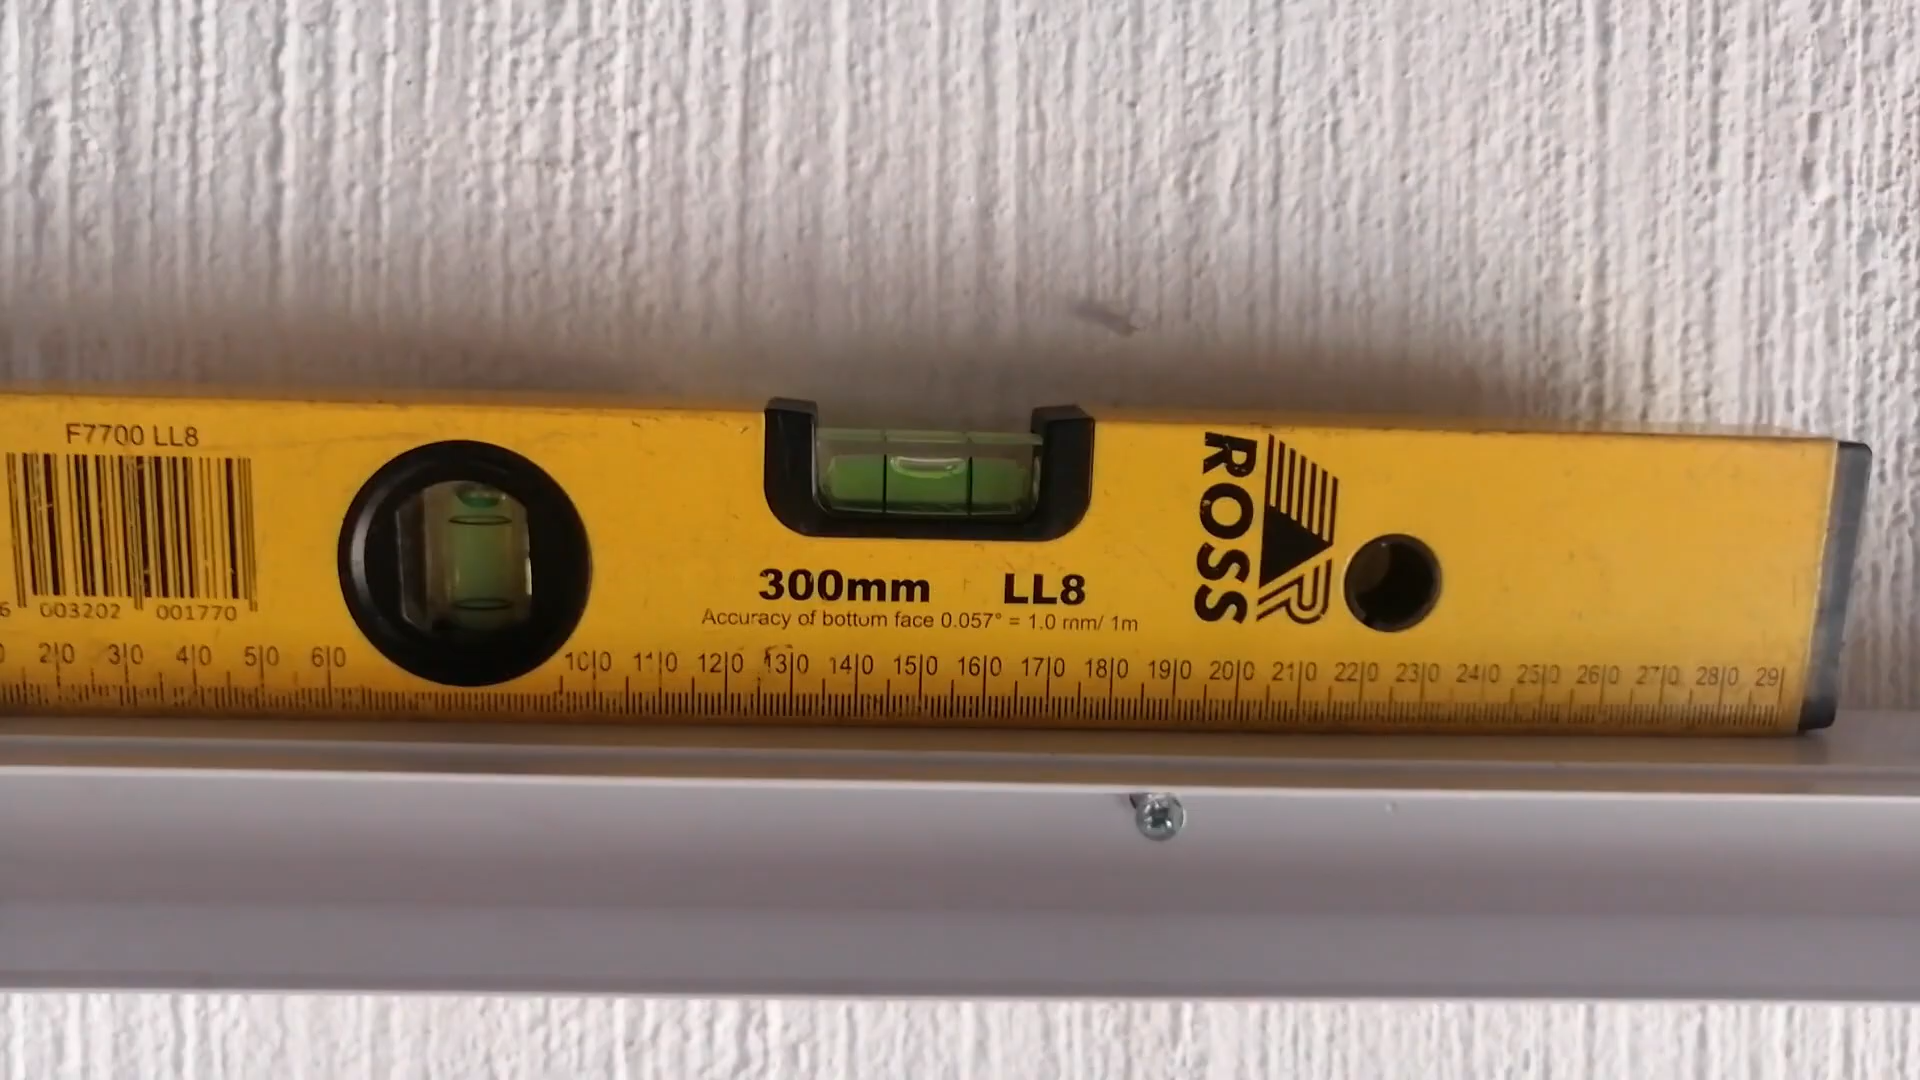 F7700 LL8
6 003202 001770
300mm LL8
Accuracy of bottom face 0.057° = 1.0 mm/ 1m
ROSS
R
0 20 30 40 50 60 100 110 120 130 140 150 160 170 180 190 200 210 220 230 240 250 260 270 280 29